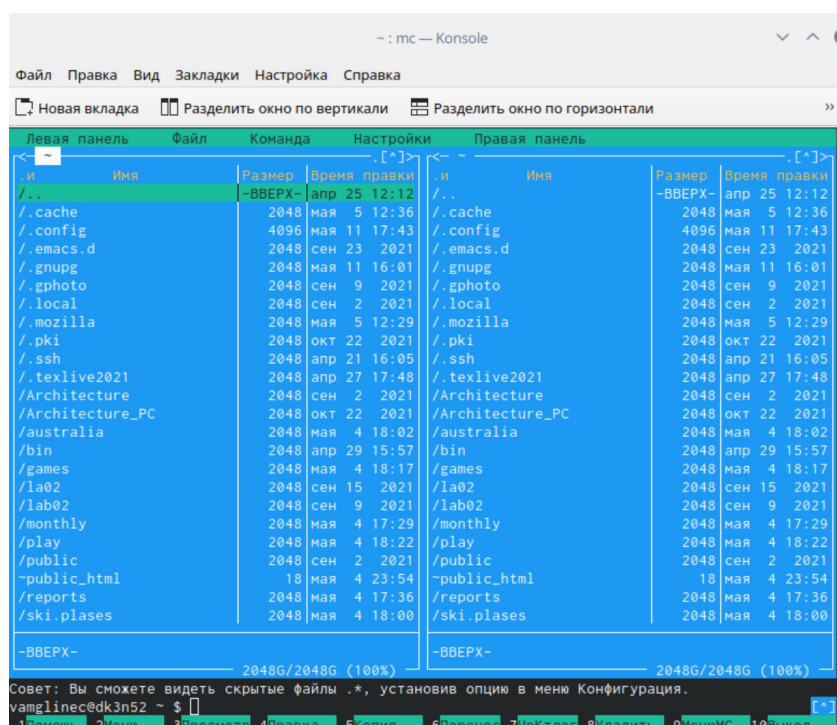 ~ : mc — Konsole
Файл Правка Вид Закладки Настройка Справка
Новая вкладка Разделить окно по вертикали Разделить окно по горизонтали »
Левая панель Файл Команда Настройки Правая панель
<— ~ .[^]> <— ~ .[^]>
.и Имя Размер Время правки .и Имя Размер Время правки
/.. -ВВЕРХ- апр 25 12:12 /.. -ВВЕРХ- апр 25 12:12
/.cache 2048 мая 5 12:36 /.cache 2048 мая 5 12:36
/.config 4096 мая 11 17:43 /.config 4096 мая 11 17:43
/.emacs.d 2048 сен 23 2021 /.emacs.d 2048 сен 23 2021
/.gnupg 2048 мая 11 16:01 /.gnupg 2048 мая 11 16:01
/.gphoto 2048 сен 9 2021 /.gphoto 2048 сен 9 2021
/.local 2048 сен 2 2021 /.local 2048 сен 2 2021
/.mozilla 2048 мая 5 12:29 /.mozilla 2048 мая 5 12:29
/.pki 2048 окт 22 2021 /.pki 2048 окт 22 2021
/.ssh 2048 апр 21 16:05 /.ssh 2048 апр 21 16:05
/.texlive2021 2048 апр 27 17:48 /.texlive2021 2048 апр 27 17:48
/Architecture 2048 сен 2 2021 /Architecture 2048 сен 2 2021
/Architecture_PC 2048 окт 22 2021 /Architecture_PC 2048 окт 22 2021
/australia 2048 мая 4 18:02 /australia 2048 мая 4 18:02
/bin 2048 апр 29 15:57 /bin 2048 апр 29 15:57
/games 2048 мая 4 18:17 /games 2048 мая 4 18:17
/la02 2048 сен 15 2021 /la02 2048 сен 15 2021
/lab02 2048 сен 9 2021 /lab02 2048 сен 9 2021
/monthly 2048 мая 4 17:29 /monthly 2048 мая 4 17:29
/play 2048 мая 4 18:22 /play 2048 мая 4 18:22
/public 2048 сен 2 2021 /public 2048 сен 2 2021
~public_html 18 мая 4 23:54 ~public_html 18 мая 4 23:54
/reports 2048 мая 4 17:36 /reports 2048 мая 4 17:36
/ski.plases 2048 мая 4 18:00 /ski.plases 2048 мая 4 18:00
-ВВЕРХ- -ВВЕРХ-
2048G/2048G (100%) 2048G/2048G (100%)
Совет: Вы сможете видеть скрытые файлы .*, установив опцию в меню Конфигурация.
vamglinec@dk3n52 ~ $ [^]